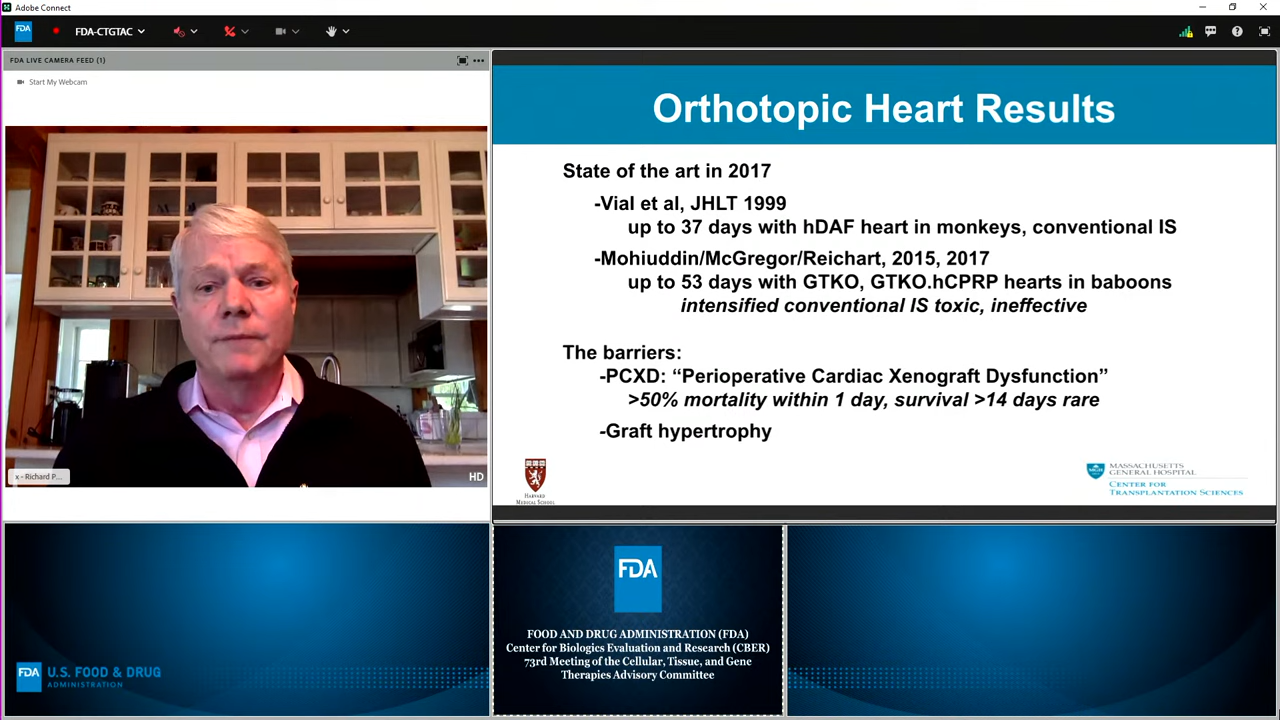 Adobe Connect
FDA
FDA-CTGTAC
FDA LIVE CAMERA FEED (1)
Start My Webcam
x - Richard P...
HD
Orthotopic Heart Results
State of the art in 2017
-Vial et al, JHLT 1999
up to 37 days with hDAF heart in monkeys, conventional IS
-Mohiuddin/McGregor/Reichart, 2015, 2017
up to 53 days with GTKO, GTKO.hCPRP hearts in baboons
intensified conventional IS toxic, ineffective
The barriers:
-PCXD: “Perioperative Cardiac Xenograft Dysfunction”
>50% mortality within 1 day, survival >14 days rare
-Graft hypertrophy
HARVARD
MEDICAL SCHOOL
MASSACHUSETTS
GENERAL HOSPITAL
CENTER FOR
TRANSPLANTATION SCIENCES
FDA U.S. FOOD & DRUG
ADMINISTRATION
FDA
FOOD AND DRUG ADMINISTRATION (FDA)
Center for Biologics Evaluation and Research (CBER)
73rd Meeting of the Cellular, Tissue, and Gene
Therapies Advisory Committee